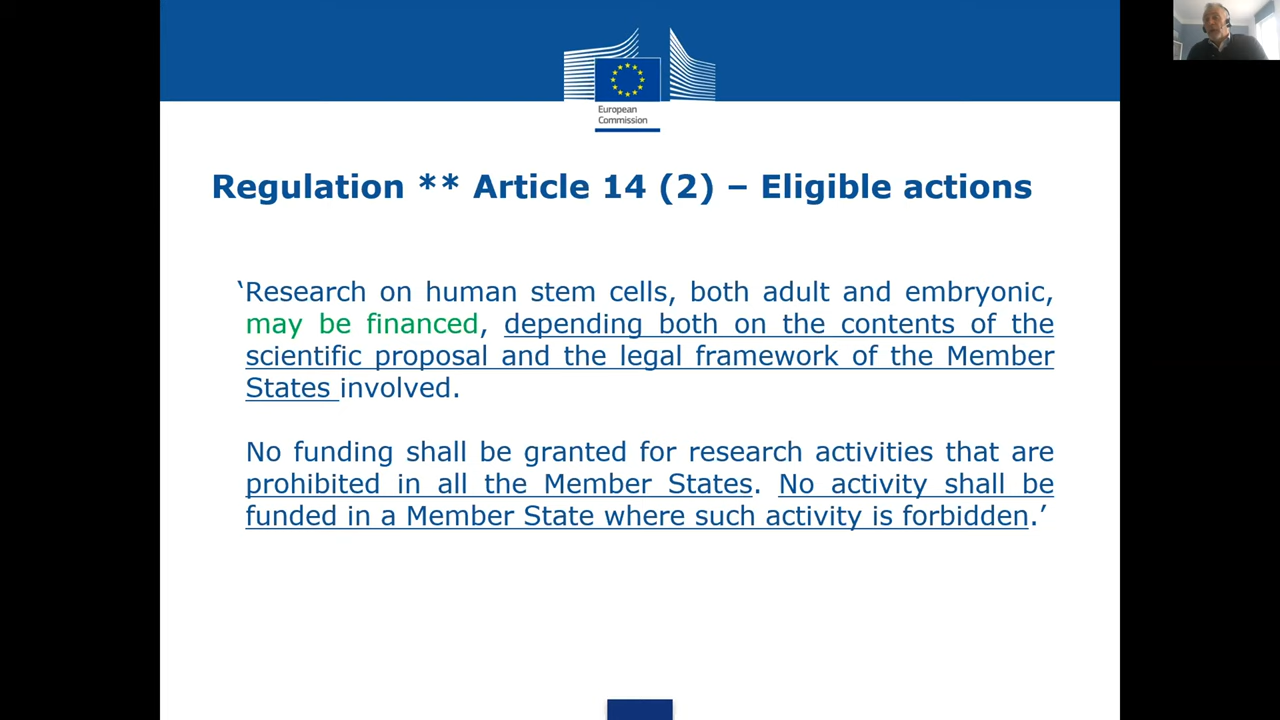 European
Commission
Regulation ** Article 14 (2) – Eligible actions
‘Research on human stem cells, both adult and embryonic,
may be financed, depending both on the contents of the
scientific proposal and the legal framework of the Member
States involved.
No funding shall be granted for research activities that are
prohibited in all the Member States. No activity shall be
funded in a Member State where such activity is forbidden.’